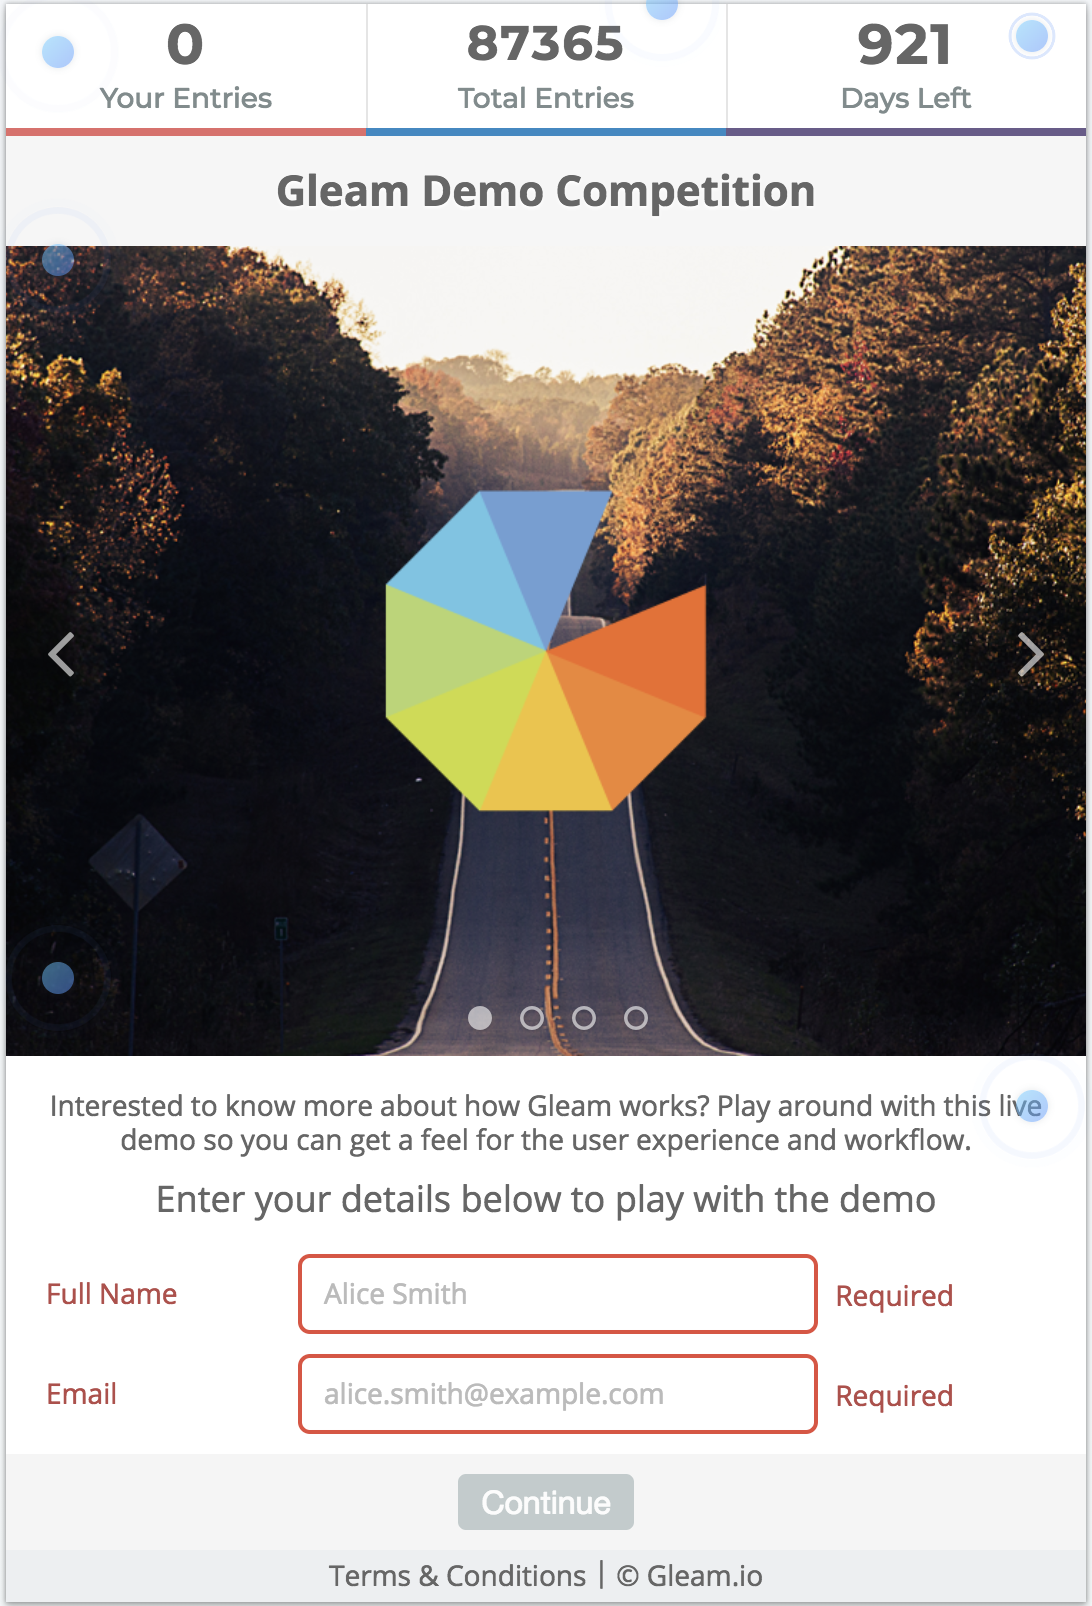 0
Your Entries
87365
Total Entries
921
Days Left
Gleam Demo Competition
Interested to know more about how Gleam works? Play around with this live
demo so you can get a feel for the user experience and workflow.
Enter your details below to play with the demo
Full Name
Alice Smith
Required
Email
alice.smith@example.com
Required
Continue
Terms & Conditions | © Gleam.io